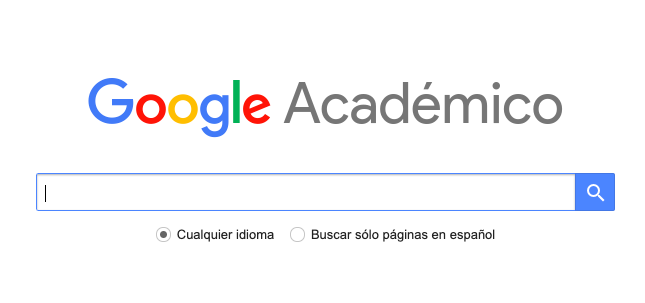 Google Académico
Cualquier idioma Buscar sólo páginas en español